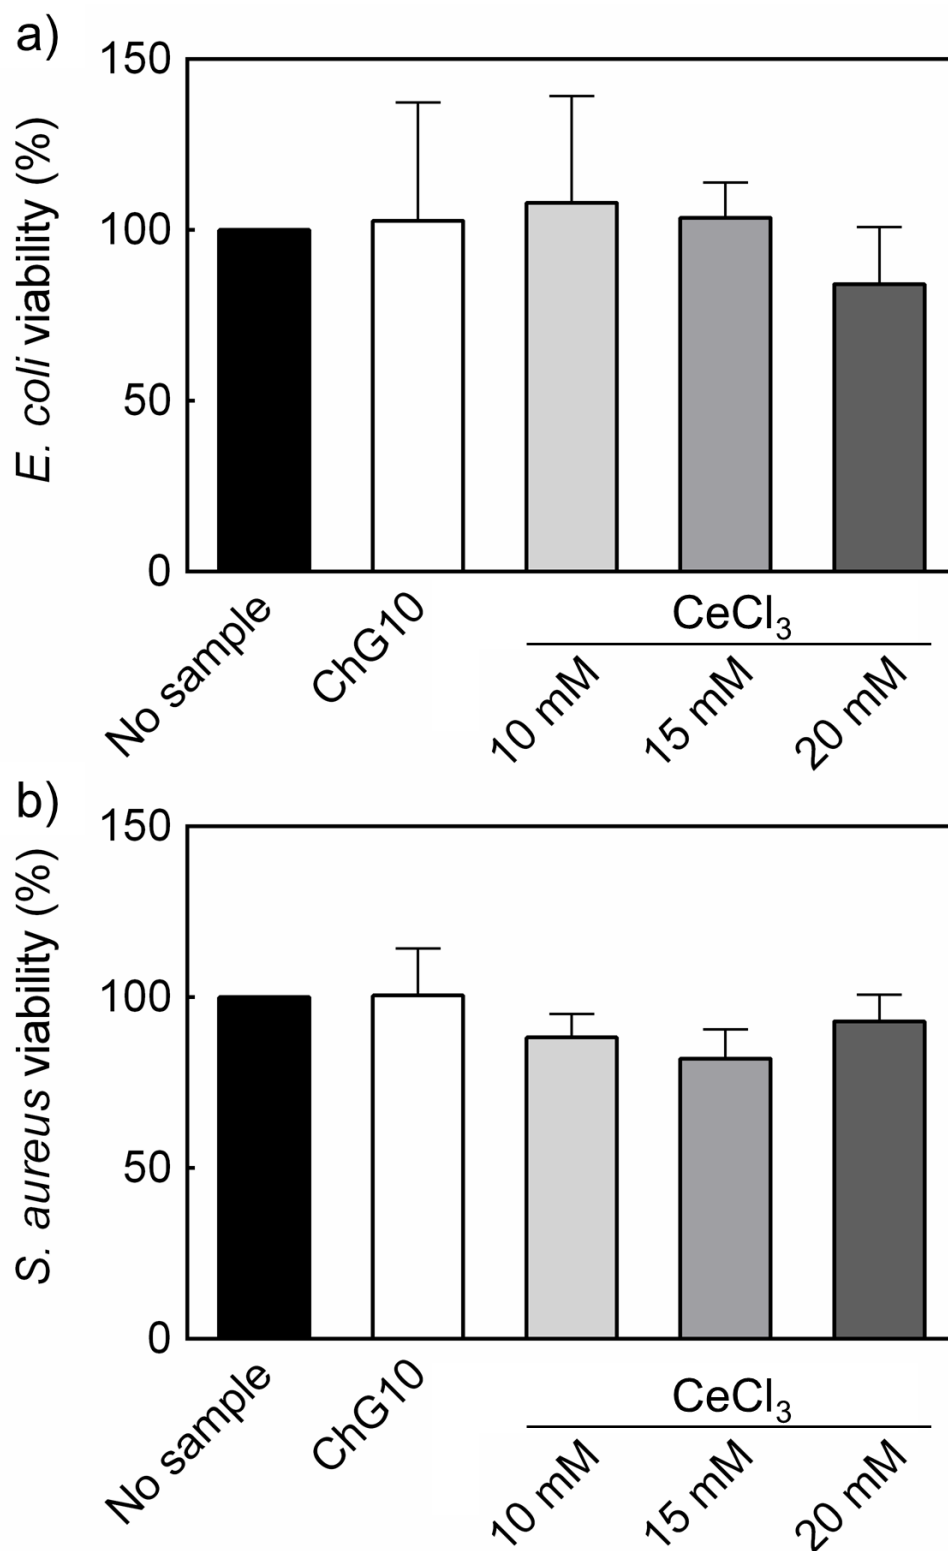 a)
E. coli viability (%)
150
100
50
0
No sample
ChG10
CeCl₃
10 mM
15 mM
20 mM
b)
S. aureus viability (%)
150
100
50
0
No sample
ChG10
CeCl₃
10 mM
15 mM
20 mM